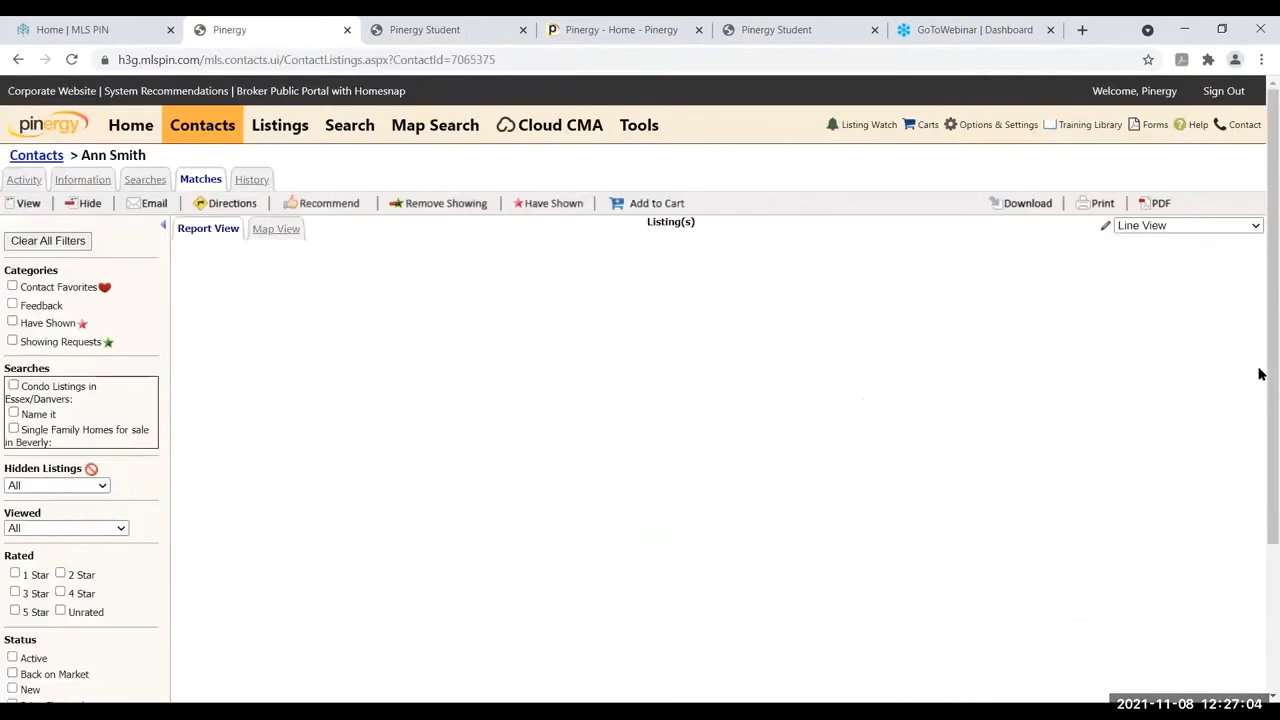 Home | MLS PIN
Pinergy
Pinergy Student
Pinergy - Home - Pinergy
Pinergy Student
GoToWebinar | Dashboard
h3g.mlspin.com/mls.contacts.ui/ContactListings.aspx?ContactId=7065375
Corporate Website | System Recommendations | Broker Public Portal with Homesnap
Welcome, Pinergy
Sign Out
pinergy
Home
Contacts
Listings
Search
Map Search
Cloud CMA
Tools
Listing Watch
Carts
Options & Settings
Training Library
Forms
Help
Contact
Contacts > Ann Smith
Activity
Information
Searches
Matches
History
View
Hide
Email
Directions
Recommend
Remove Showing
Have Shown
Add to Cart
Download
Print
PDF
Clear All Filters
Report View
Map View
Listing(s)
Line View
Categories
Contact Favorites
Feedback
Have Shown
Showing Requests
Searches
Condo Listings in
Essex/Danvers:
Name it
Single Family Homes for sale
in Beverly:
Hidden Listings
All
Viewed
All
Rated
1 Star
2 Star
3 Star
4 Star
5 Star
Unrated
Status
Active
Back on Market
New
2021-11-08 12:27:04